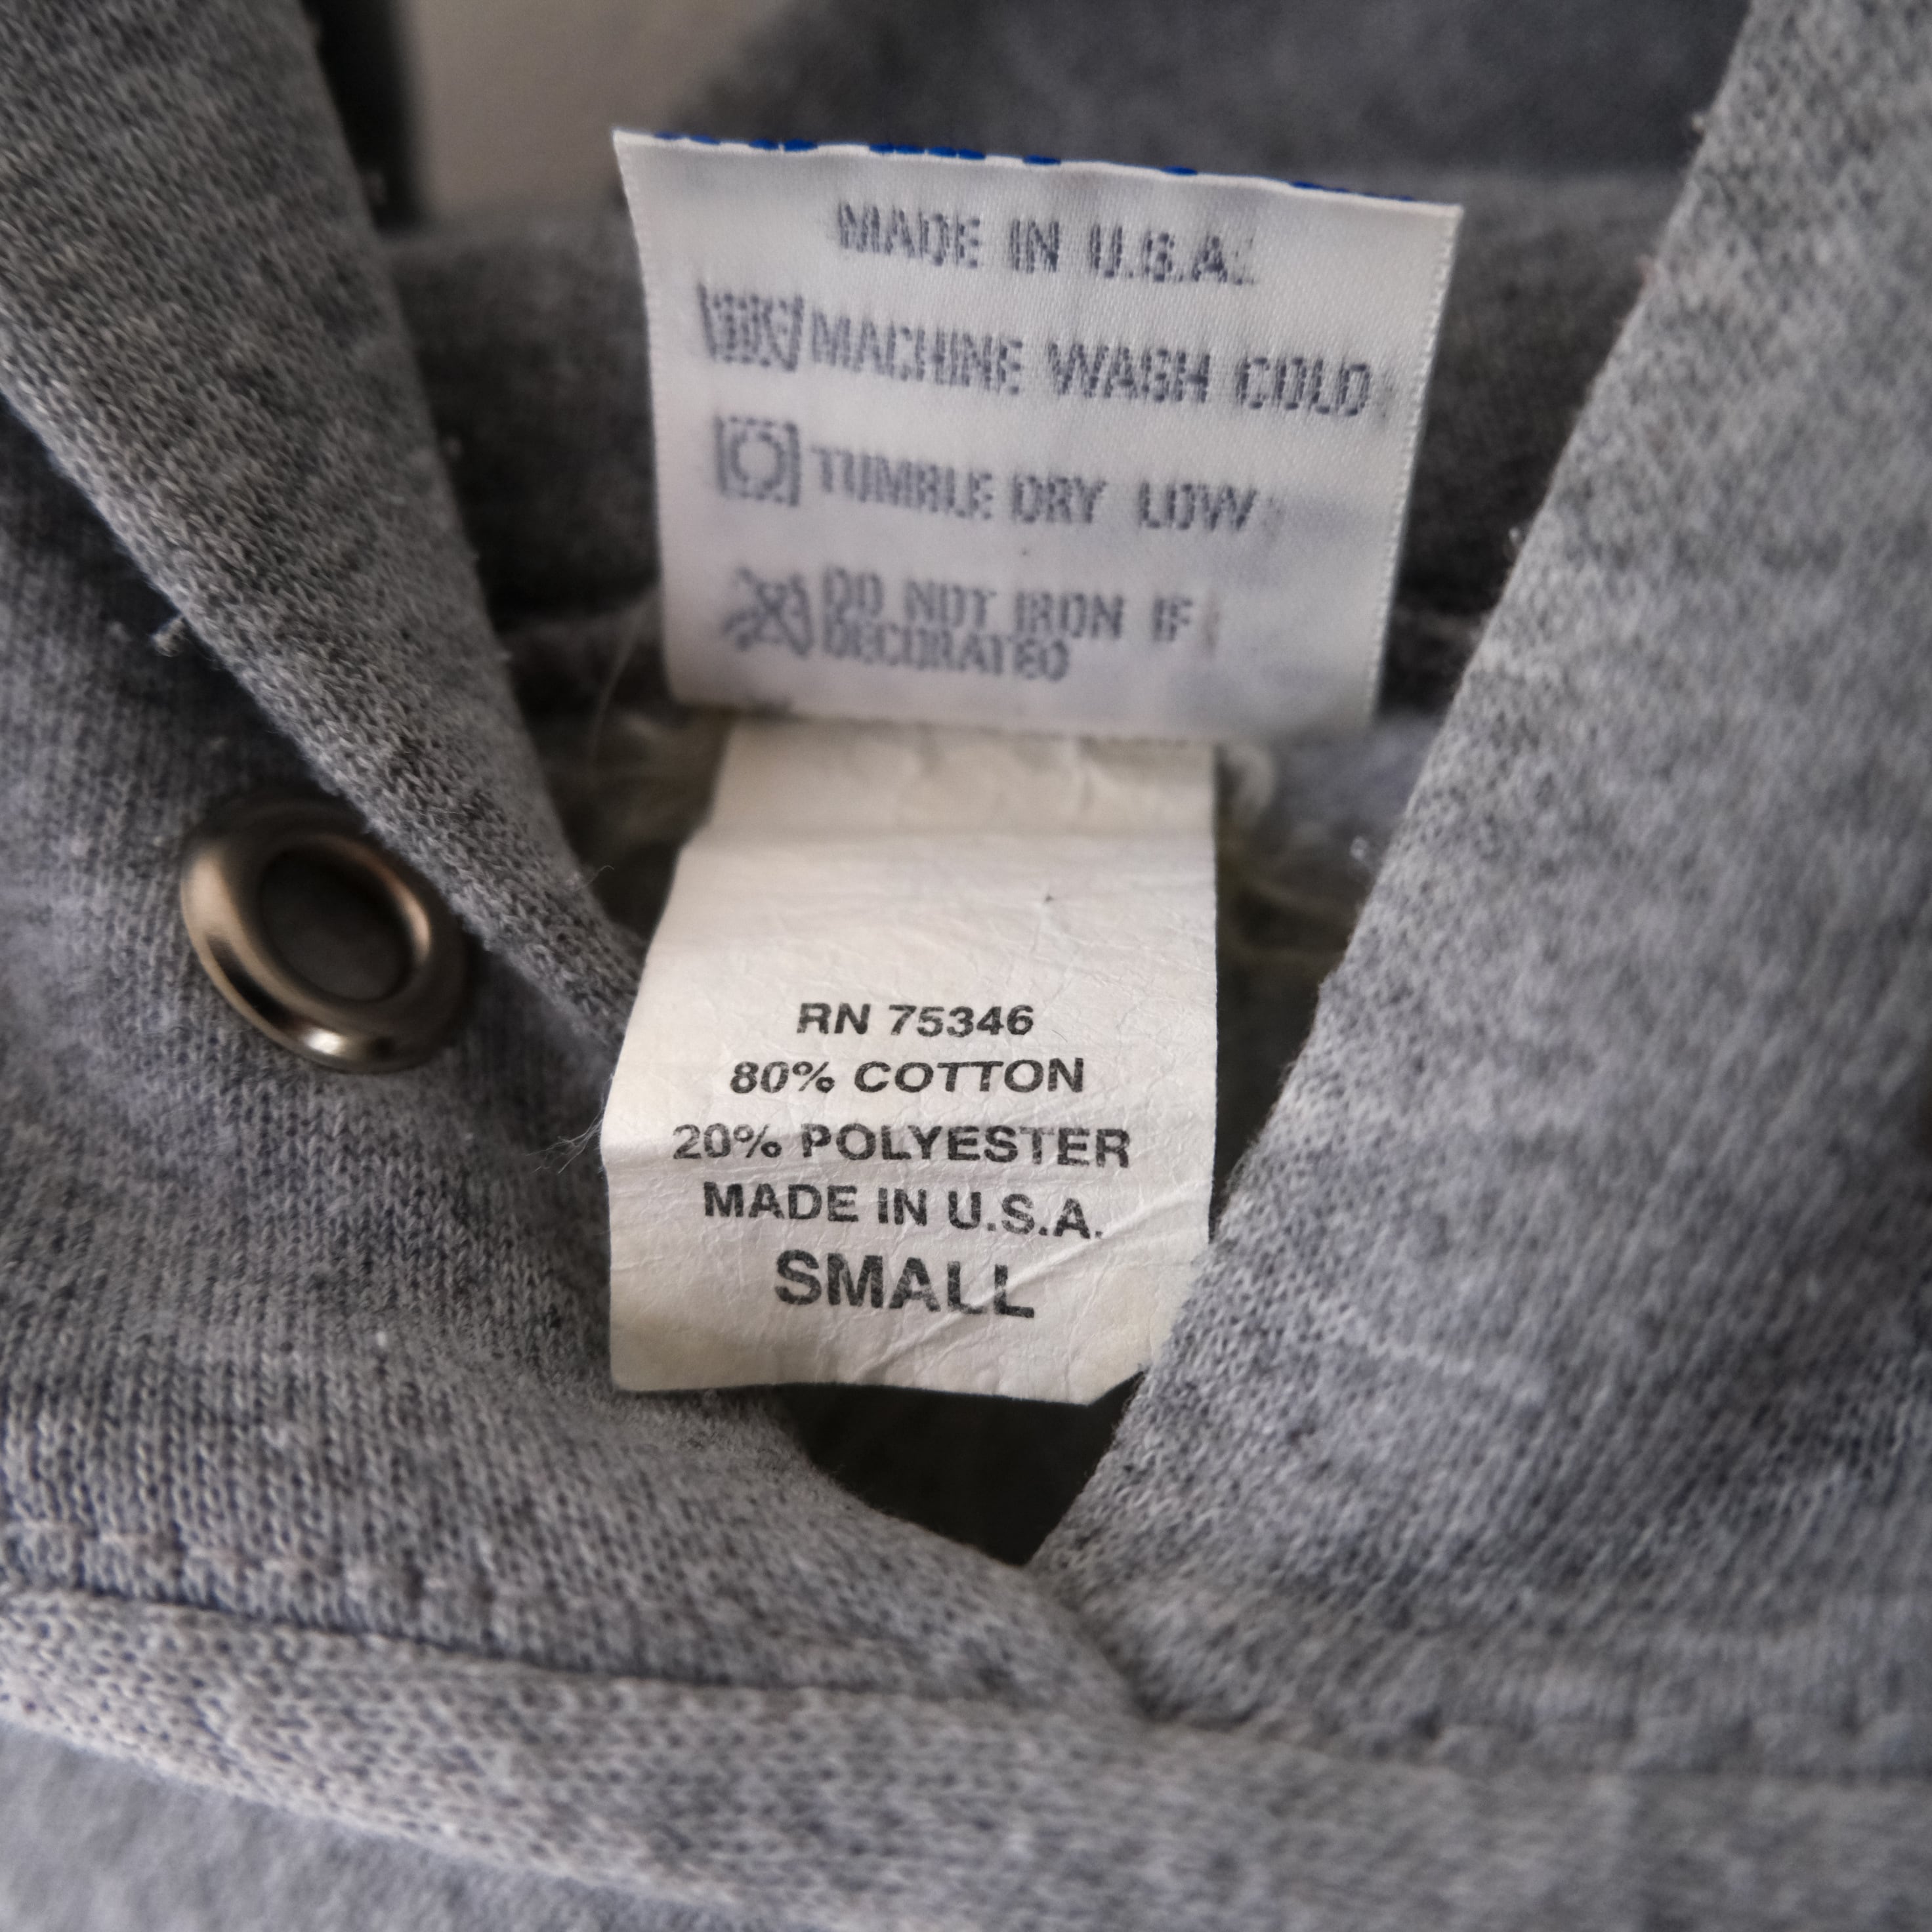 MADE IN U.S.A.
MACHINE WASH COLD
TUMBLE DRY LOW
DO NOT IRON IF
DECORATED
RN 75346
80% COTTON
20% POLYESTER
MADE IN U.S.A.
SMALL